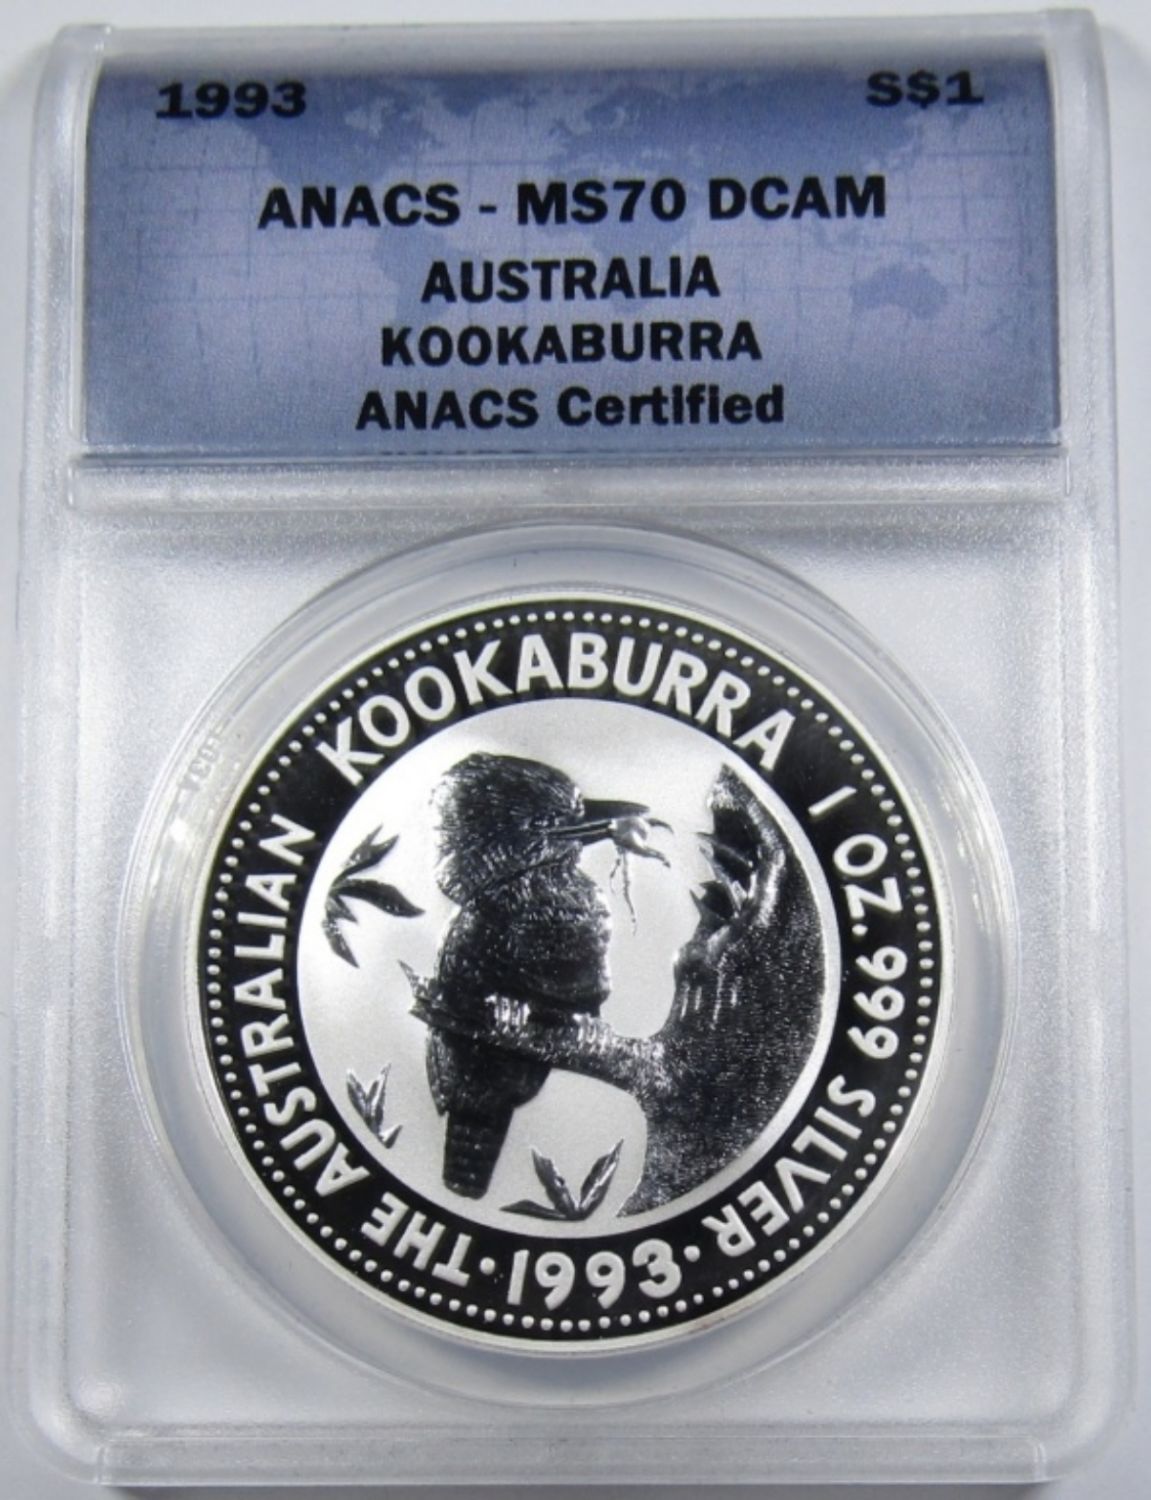 1993 S$1
ANACS - MS70 DCAM
AUSTRALIA
KOOKABURRA
ANACS Certified
THE AUSTRALIAN KOOKABURRA 1 OZ. 999 SILVER
· 1993 ·